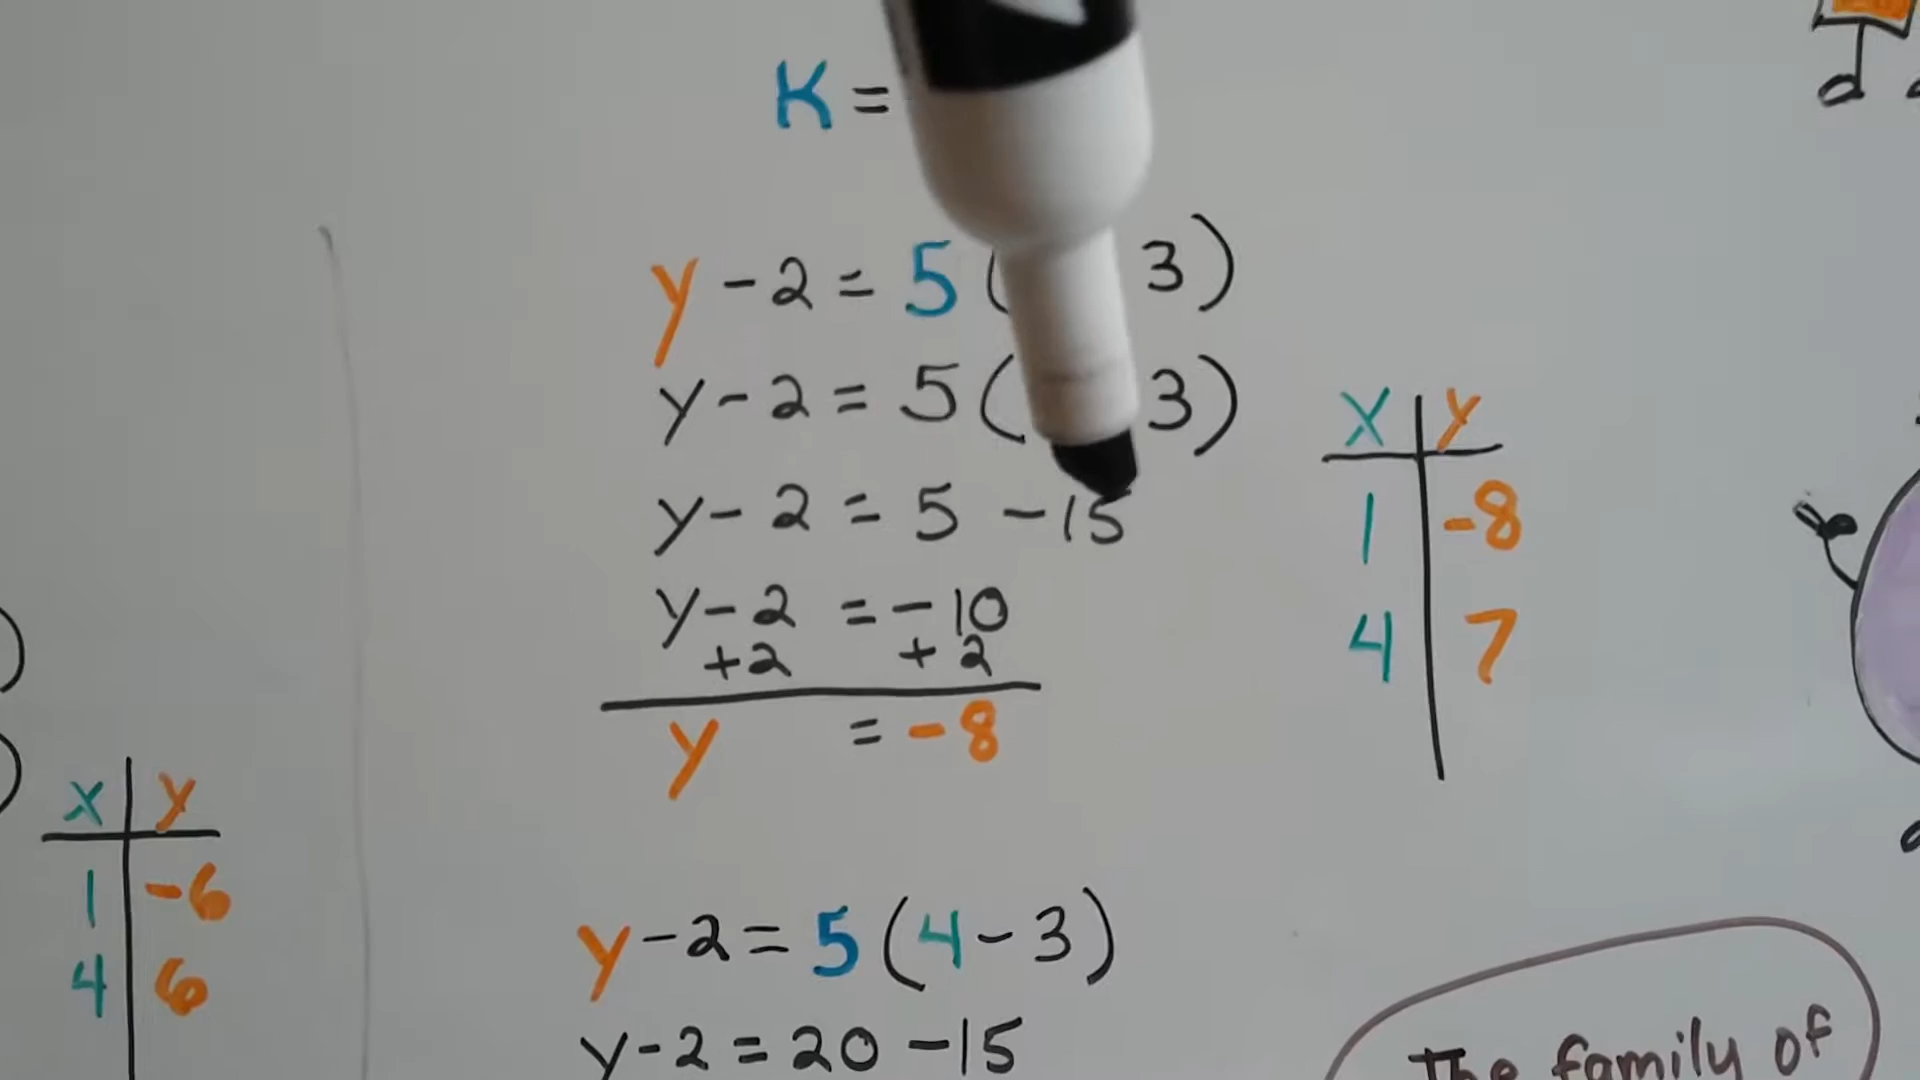 K =
y - 2 = 5 ( 3 )
y - 2 = 5 ( 3 )
y - 2 = 5 - 15
y - 2 = - 10
+ 2 + 2
y = - 8
x | y
1 | - 8
4 | 7
x | y
1 | - 6
4 | 6
y - 2 = 5 ( 4 - 3 )
y - 2 = 20 - 15
The family of
d
)
)